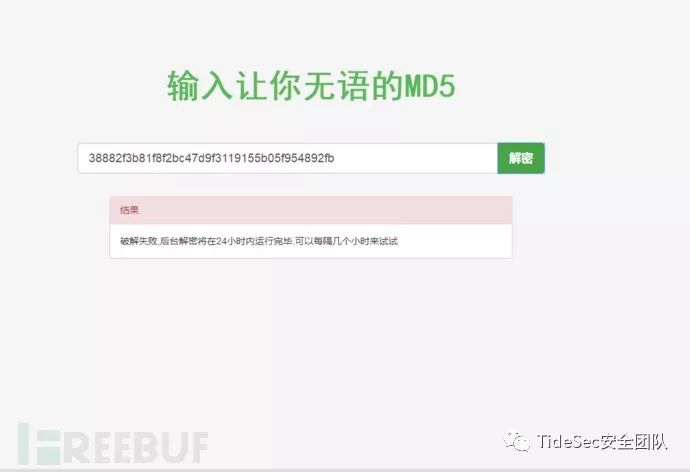 输入让你无语的MD5
38882f3b81f8f2bc47d9f3119155b05f954892fb
解密
结果
破解失败,后台解密将在24小时内运行完毕,可以每隔几个小时来试试
FREEBUF
TideSec安全团队